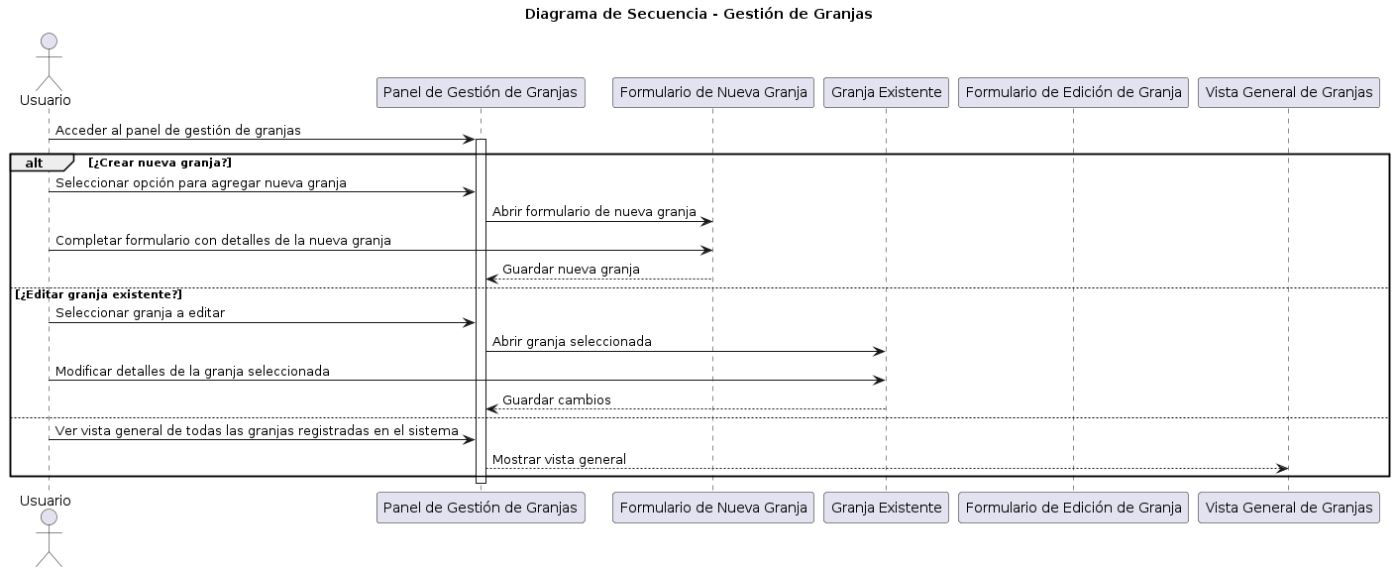 Diagrama de Secuencia - Gestión de Granjas
Usuario
Panel de Gestión de Granjas
Formulario de Nueva Granja
Granja Existente
Formulario de Edición de Granja
Vista General de Granjas
Acceder al panel de gestión de granjas
alt [¿Crear nueva granja?]
Seleccionar opción para agregar nueva granja
Abrir formulario de nueva granja
Completar formulario con detalles de la nueva granja
Guardar nueva granja
[¿Editar granja existente?]
Seleccionar granja a editar
Abrir granja seleccionada
Modificar detalles de la granja seleccionada
Guardar cambios
Ver vista general de todas las granjas registradas en el sistema
Mostrar vista general
Usuario
Panel de Gestión de Granjas
Formulario de Nueva Granja
Granja Existente
Formulario de Edición de Granja
Vista General de Granjas